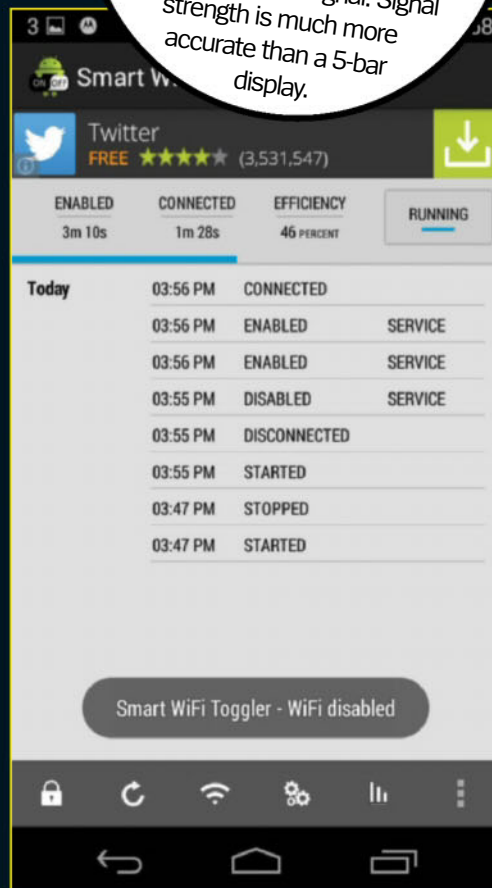 Signal
strength is much more
accurate than a 5-bar
display.
3
Smart
Twitter
FREE (3,531,547)
ENABLED CONNECTED EFFICIENCY RUNNING
3m 10s 1m 28s 46 PERCENT
Today 03:56 PM CONNECTED
03:56 PM ENABLED SERVICE
03:56 PM ENABLED SERVICE
03:55 PM DISABLED SERVICE
03:55 PM DISCONNECTED
03:55 PM STARTED
03:47 PM STOPPED
03:47 PM STARTED
Smart WiFi Toggler - WiFi disabled